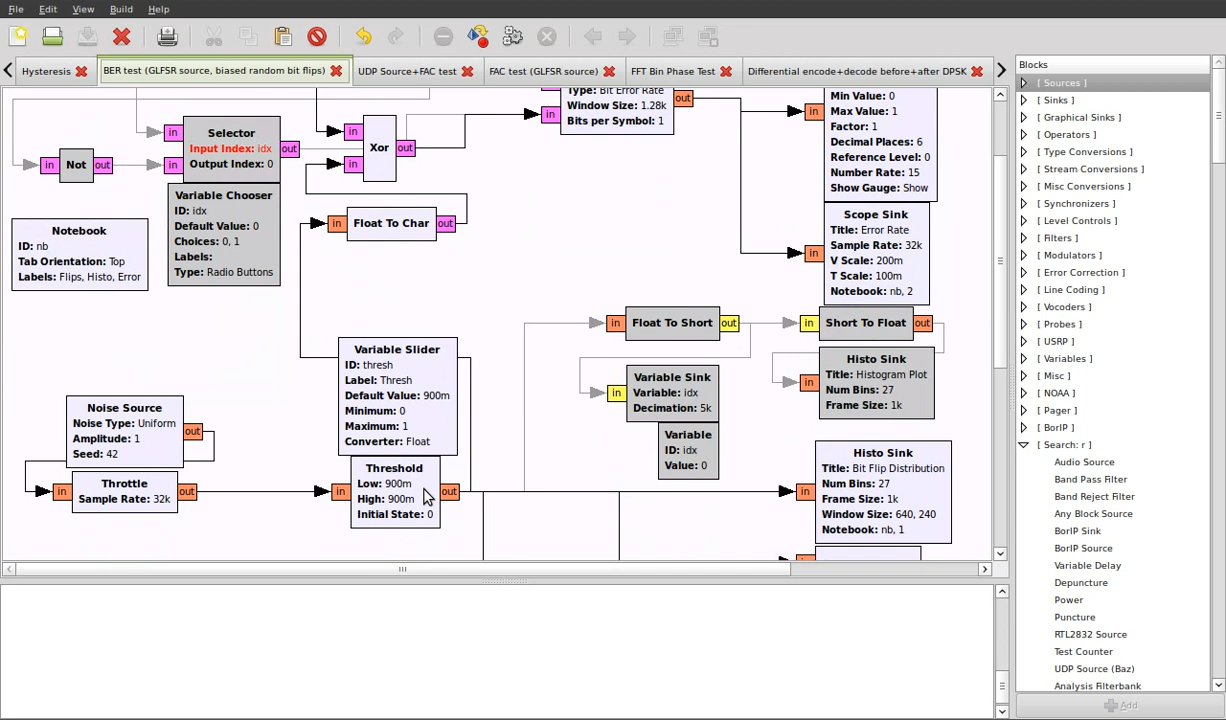 File Edit View Build Help
Hysteresis
BER test (GLFSR source, biased random bit flips)
UDP Source+FAC test
FAC test (GLFSR source)
FFT Bin Phase Test
Differential encode+decode before+after DPSK
Type: Bit Error Rate
Window Size: 1.28k
Bits per Symbol: 1
out
in
in
Min Value: 0
Max Value: 1
Factor: 1
Decimal Places: 6
Reference Level: 0
Number Rate: 15
Show Gauge: Show
in
Not
out
in
in
Selector
Input Index: idx
Output Index: 0
out
in
in
Xor
out
Variable Chooser
ID: idx
Default Value: 0
Choices: 0, 1
Labels:
Type: Radio Buttons
Notebook
ID: nb
Tab Orientation: Top
Labels: Flips, Histo, Error
in
Float To Char
out
in
Scope Sink
Title: Error Rate
Sample Rate: 32k
V Scale: 200m
T Scale: 100m
Notebook: nb, 2
in
Float To Short
out
in
Short To Float
out
in
Variable Sink
Variable: idx
Decimation: 5k
in
Histo Sink
Title: Histogram Plot
Num Bins: 27
Frame Size: 1k
Variable
ID: idx
Value: 0
Variable Slider
ID: thresh
Label: Thresh
Default Value: 900m
Minimum: 0
Maximum: 1
Converter: Float
Noise Source
Noise Type: Uniform
Amplitude: 1
Seed: 42
out
in
Throttle
Sample Rate: 32k
out
in
Threshold
Low: 900m
High: 900m
Initial State: 0
out
in
Histo Sink
Title: Bit Flip Distribution
Num Bins: 27
Frame Size: 1k
Window Size: 640, 240
Notebook: nb, 1
Blocks
[ Sources ]
[ Sinks ]
[ Graphical Sinks ]
[ Operators ]
[ Type Conversions ]
[ Stream Conversions ]
[ Misc Conversions ]
[ Synchronizers ]
[ Level Controls ]
[ Filters ]
[ Modulators ]
[ Error Correction ]
[ Line Coding ]
[ Vocoders ]
[ Probes ]
[ USRP ]
[ Variables ]
[ Misc ]
[ NOAA ]
[ Pager ]
[ BorIP ]
[ Search: r ]
Audio Source
Band Pass Filter
Band Reject Filter
Any Block Source
BorIP Sink
BorIP Source
Variable Delay
Depuncture
Power
Puncture
RTL2832 Source
Test Counter
UDP Source (Baz)
Analysis Filterbank
Add